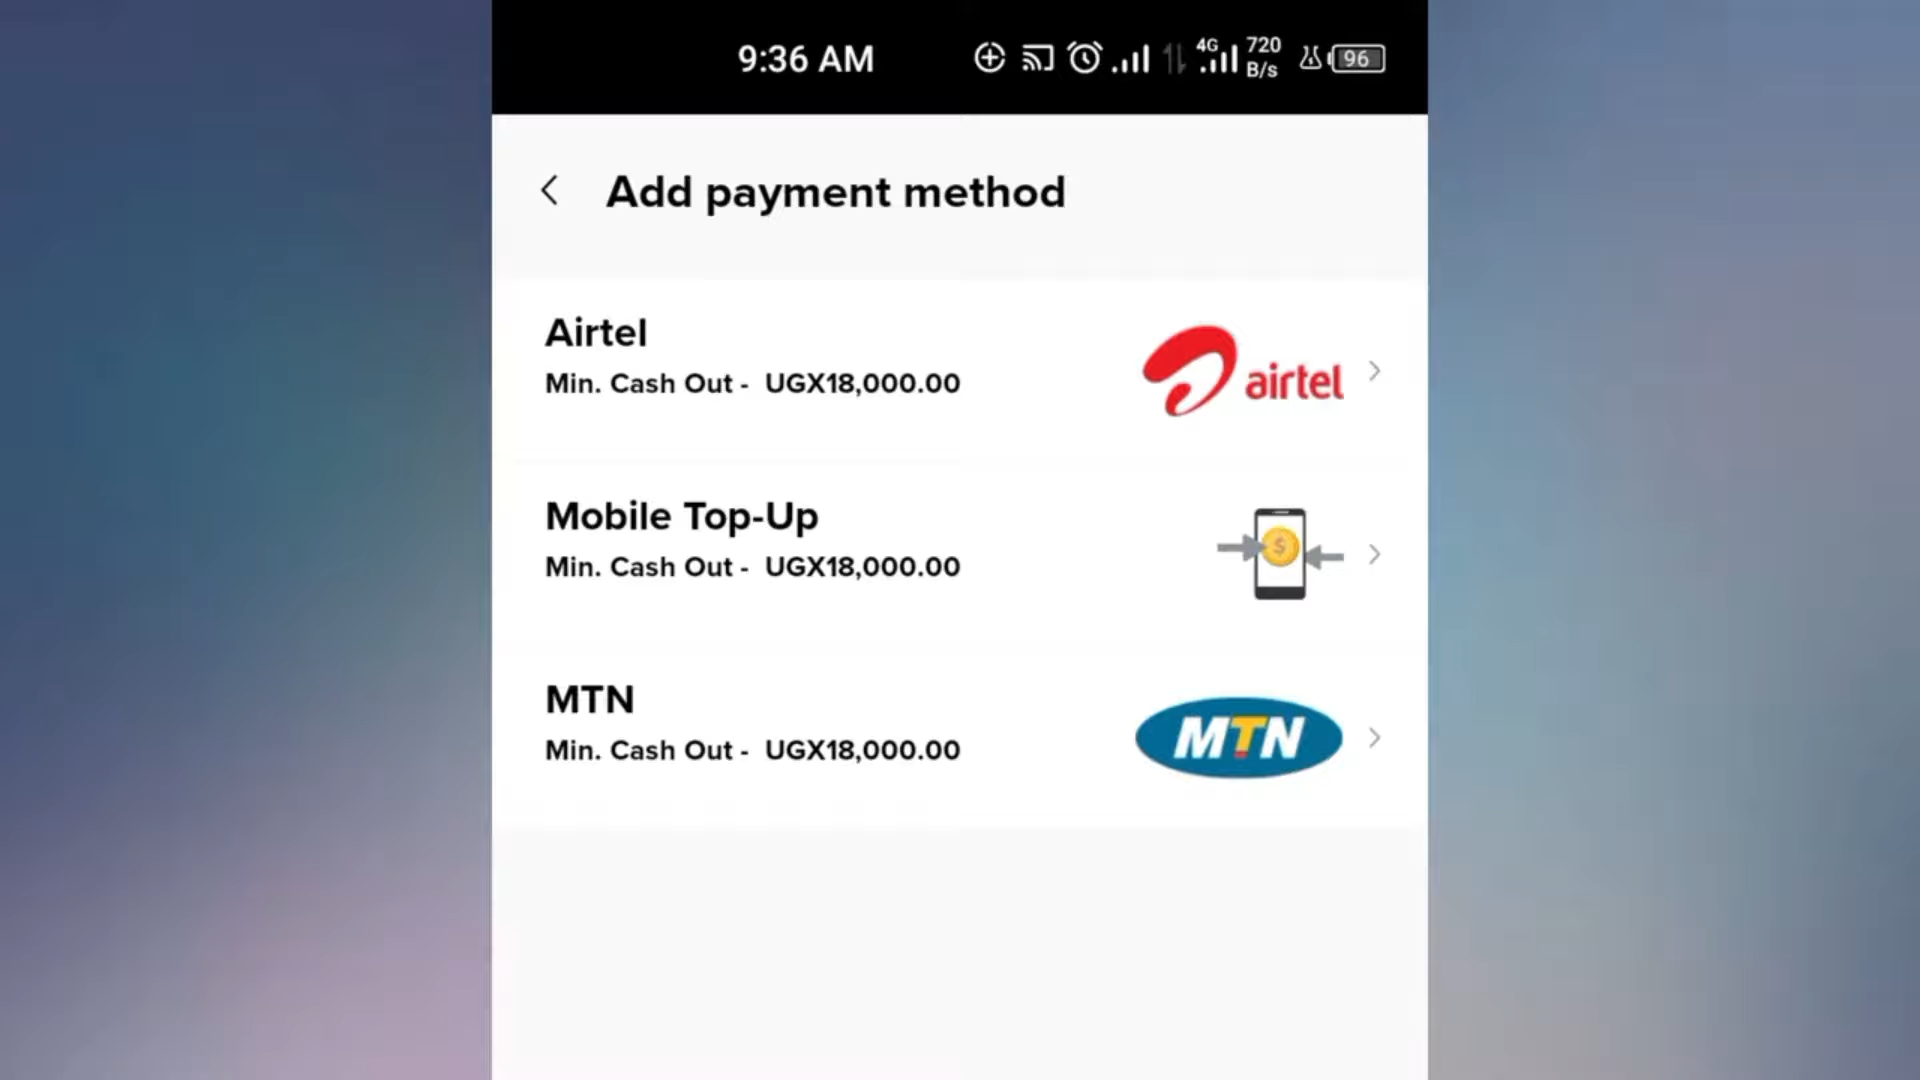 9:36 AM
4G
720
B/s
96
Add payment method
Airtel
Min. Cash Out - UGX18,000.00
airtel
Mobile Top-Up
Min. Cash Out - UGX18,000.00
$
MTN
Min. Cash Out - UGX18,000.00
MTN